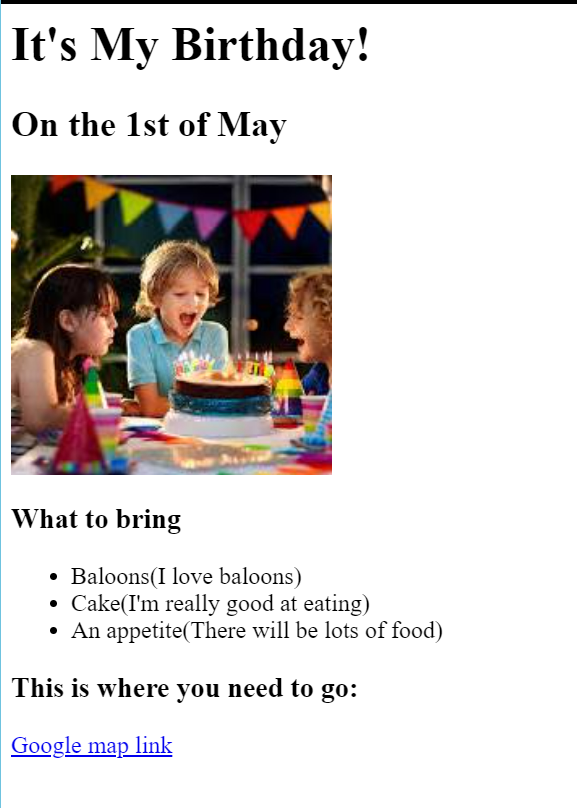 It's My Birthday!
On the 1st of May
What to bring
Baloons(I love baloons)
Cake(I'm really good at eating)
An appetite(There will be lots of food)
This is where you need to go:
Google map link